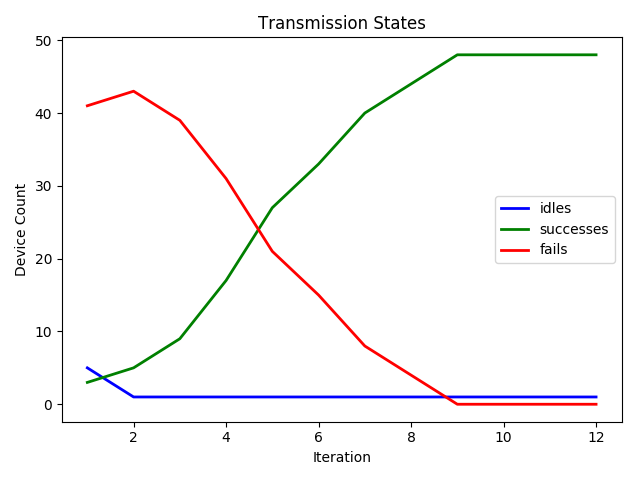 Transmission States
50
40
30
20
10
0
Device Count
idles
successes
fails
2 4 6 8 10 12
Iteration